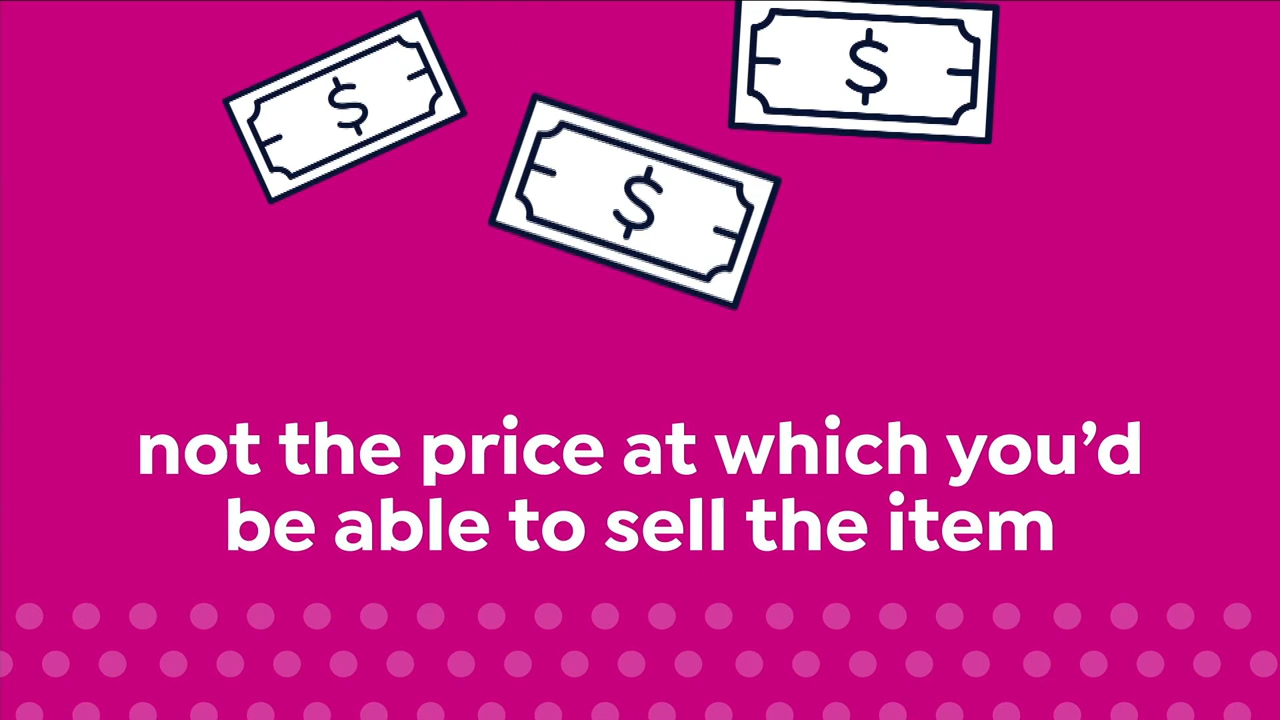 $
$
$
not the price at which you’d
be able to sell the item